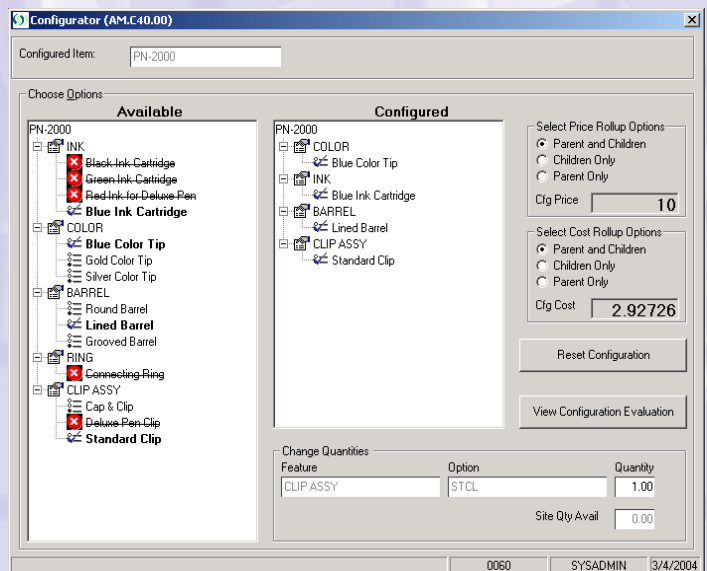 Configurator (AM.C40.00)
Configured Item: PN-2000
Choose Options
Available
PN-2000
INK
Black Ink Cartridge
Green Ink Cartridge
Red Ink for Deluxe Pen
Blue Ink Cartridge
COLOR
Blue Color Tip
Gold Color Tip
Silver Color Tip
BARREL
Round Barrel
Lined Barrel
Grooved Barrel
RING
Connecting Ring
CLIP ASSY
Cap & Clip
Deluxe Pen Clip
Standard Clip
Configured
PN-2000
COLOR
Blue Color Tip
INK
Blue Ink Cartridge
BARREL
Lined Barrel
CLIP ASSY
Standard Clip
Select Price Rollup Options
Parent and Children
Children Only
Parent Only
Cfg Price 10
Select Cost Rollup Options
Parent and Children
Children Only
Parent Only
Cfg Cost 2.92726
Reset Configuration
View Configuration Evaluation
Change Quantities
Feature Option Quantity
CLIP ASSY STCL 1.00
Site Qty Avail 0.00
0060 SYSADMIN 3/4/2004